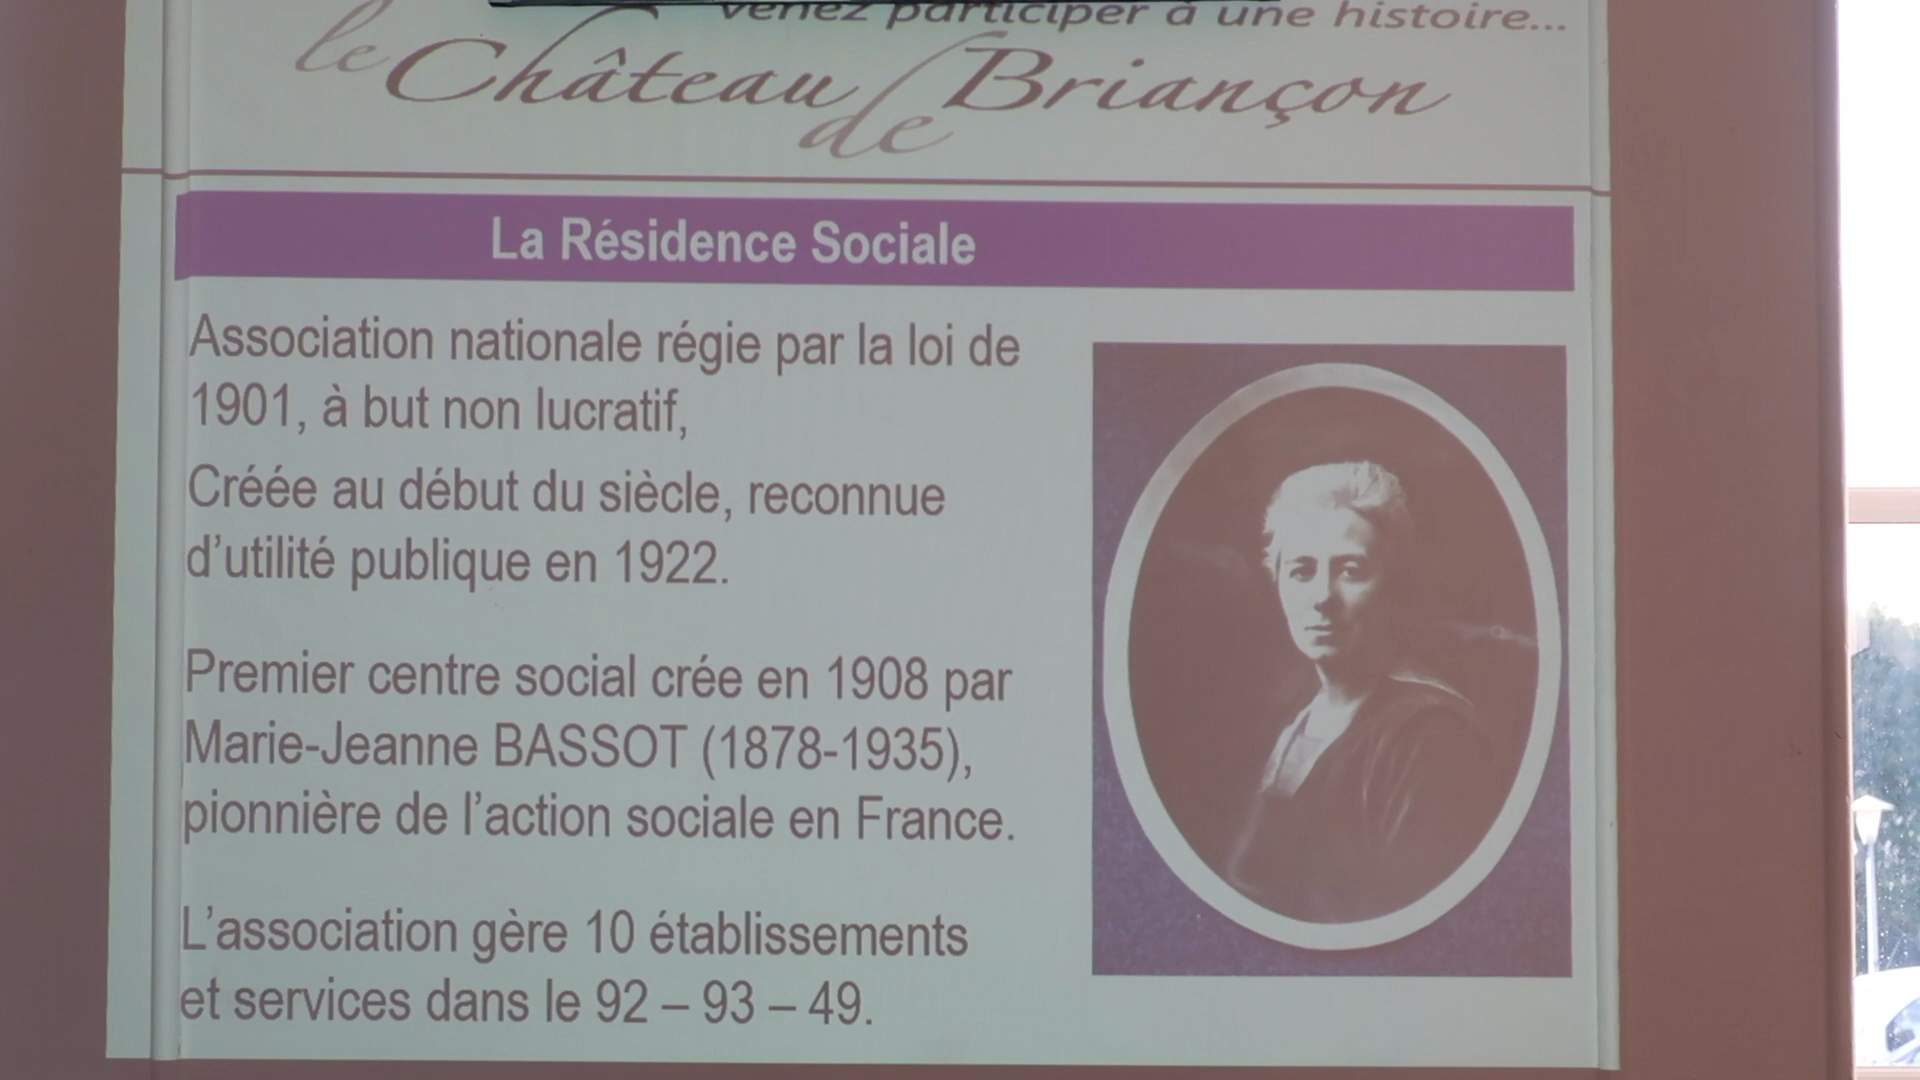 venez participer à une histoire...
le Château de Briançon
La Résidence Sociale
Association nationale régie par la loi de
1901, à but non lucratif,
Créée au début du siècle, reconnue
d'utilité publique en 1922.
Premier centre social crée en 1908 par
Marie-Jeanne BASSOT (1878-1935),
pionnière de l'action sociale en France.
L'association gère 10 établissements
et services dans le 92 – 93 – 49.